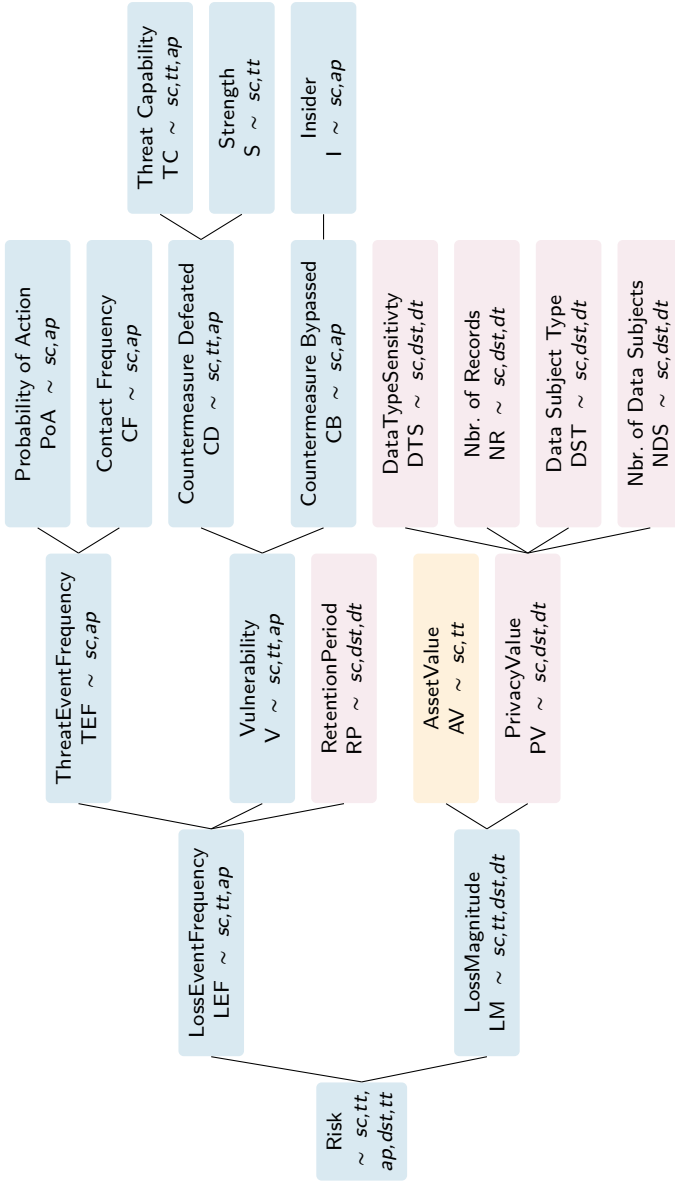 Risk
~ sc,tt,
ap,dst,tt
LossEventFrequency
LEF ~ sc,tt,ap
LossMagnitude
LM ~ sc,tt,dst,dt
ThreatEventFrequency
TEF ~ sc,ap
Vulnerability
V ~ sc,tt,ap
RetentionPeriod
RP ~ sc,dst,dt
AssetValue
AV ~ sc,tt
PrivacyValue
PV ~ sc,dst,dt
Probability of Action
PoA ~ sc,ap
Contact Frequency
CF ~ sc,ap
Countermeasure Defeated
CD ~ sc,tt,ap
Countermeasure Bypassed
CB ~ sc,ap
DataTypeSensitivty
DTS ~ sc,dst,dt
Nbr. of Records
NR ~ sc,dst,dt
Data Subject Type
DST ~ sc,dst,dt
Nbr. of Data Subjects
NDS ~ sc,dst,dt
Threat Capability
TC ~ sc,tt,ap
Strength
S ~ sc,tt
Insider
I ~ sc,ap